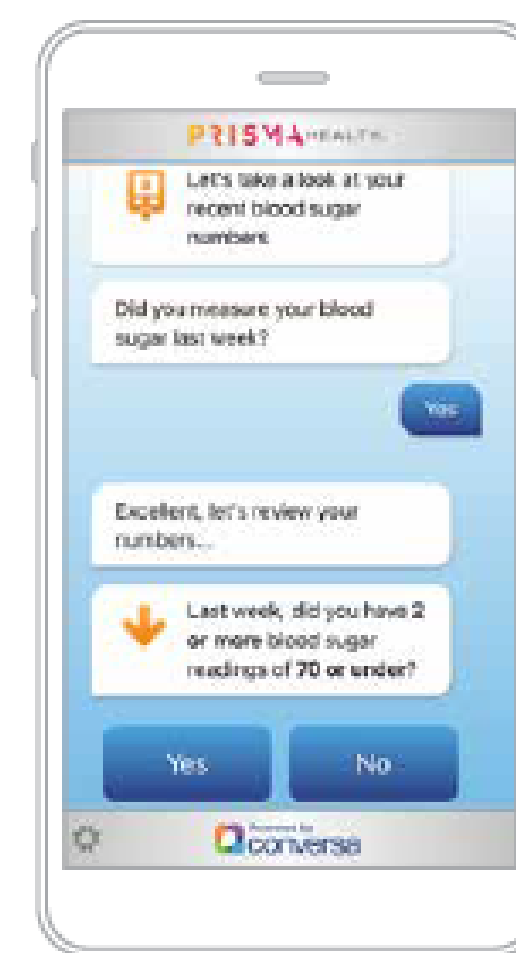 PRISMA HEALTH
Let's take a look at your
recent blood sugar
numbers
Did you measure your blood
sugar last week?
Yes
Excellent, let's review your
numbers...
Last week, did you have 2
or more blood sugar
readings of 70 or under?
Yes
No
Powered by
conversa